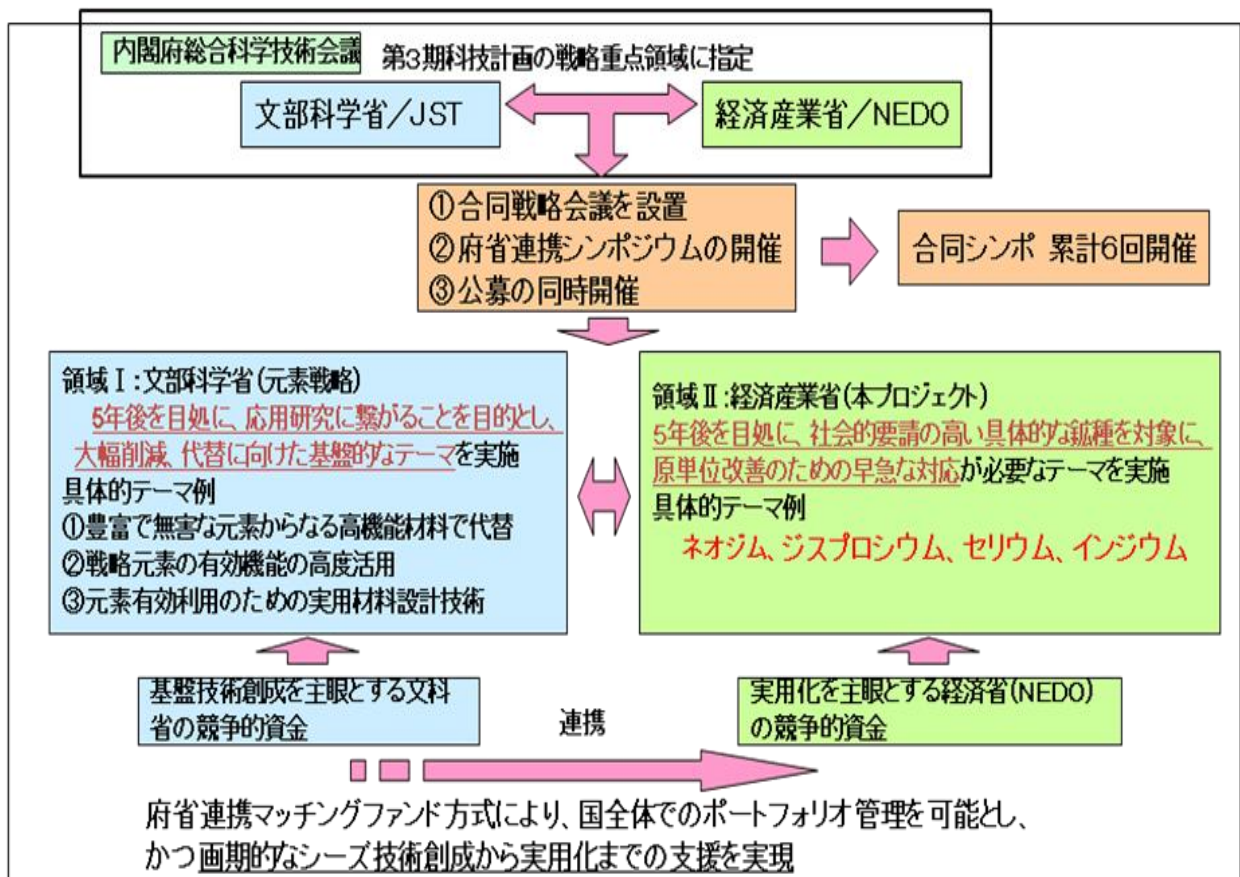 内閣府総合科学技術会議
第3期科技計画の戦略重点領域に指定
文部科学省/JST
経済産業省/NEDO
①合同戦略会議を設置
②府省連携シンポジウムの開催
③公募の同時開催
合同シンポ 累計6回開催
領域Ⅰ:文部科学省(元素戦略)
5年後を目処に、応用研究に繋がることを目的とし、
大幅削減、代替に向けた基盤的なテーマを実施
具体的テーマ例
①豊富で無害な元素からなる高機能材料で代替
②戦略元素の有効機能の高度活用
③元素有効利用のための実用材料設計技術
領域Ⅱ:経済産業省(本プロジェクト)
5年後を目処に、社会的要請の高い具体的な鉱種を対象に、
原単位改善のための早急な対応が必要なテーマを実施
具体的テーマ例
ネオジム、ジスプロシウム、セリウム、インジウム
基盤技術創成を主眼とする文科
省の競争的資金
連携
実用化を主眼とする経済省(NEDO)
の競争的資金
府省連携マッチングファンド方式により、国全体でのポートフォリオ管理を可能とし、
かつ画期的なシーズ技術創成から実用化までの支援を実現